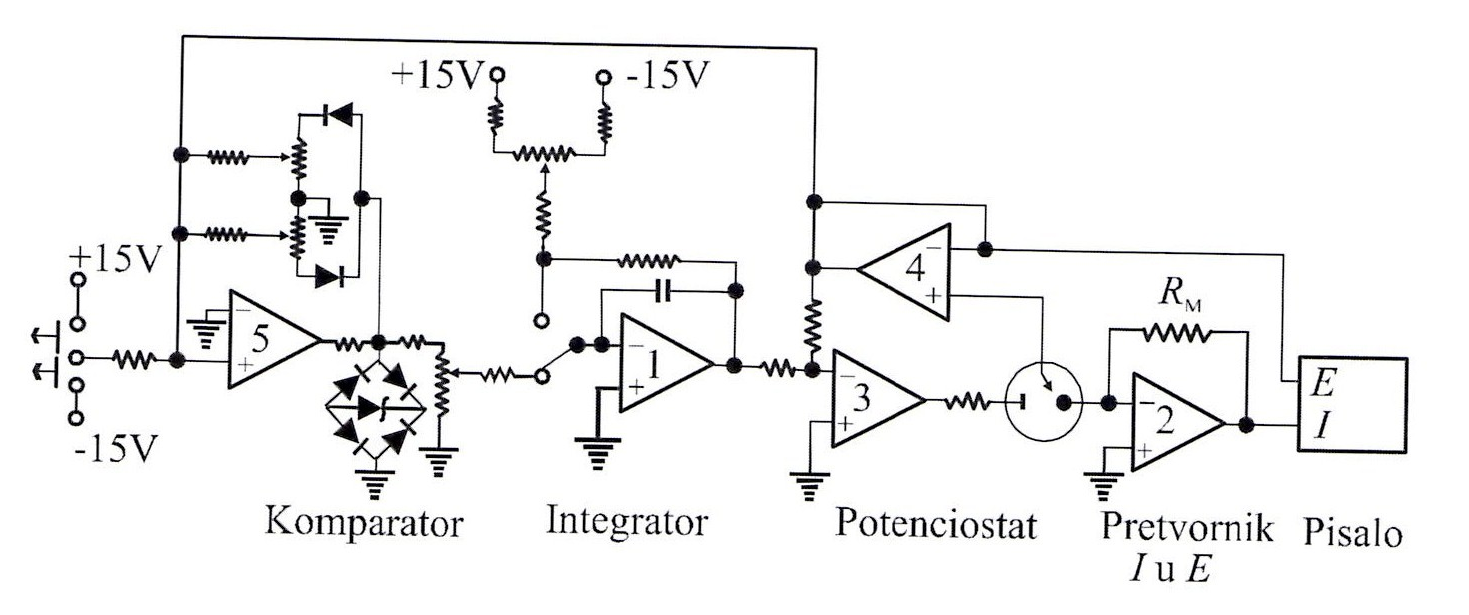 +15V
-15V
+15V
-15V
5
1
4
3
2
R_M
E
I
Komparator
Integrator
Potenciostat
Pretvornik
I u E
Pisalo